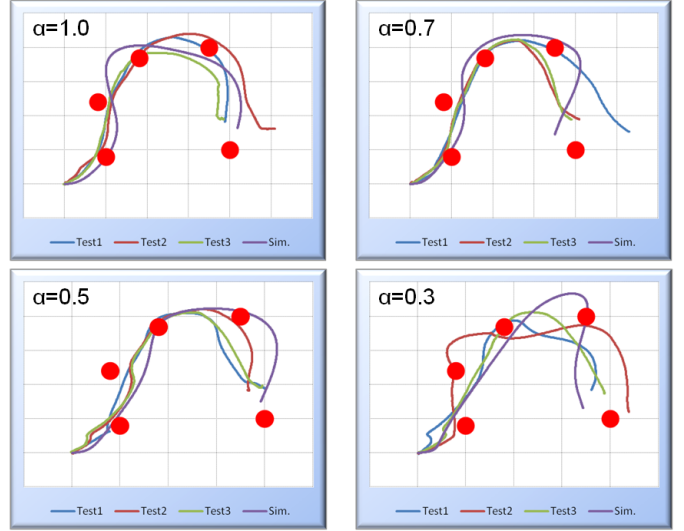 α=1.0
Test1 Test2 Test3 Sim.
α=0.7
Test1 Test2 Test3 Sim.
α=0.5
Test1 Test2 Test3 Sim.
α=0.3
Test1 Test2 Test3 Sim.